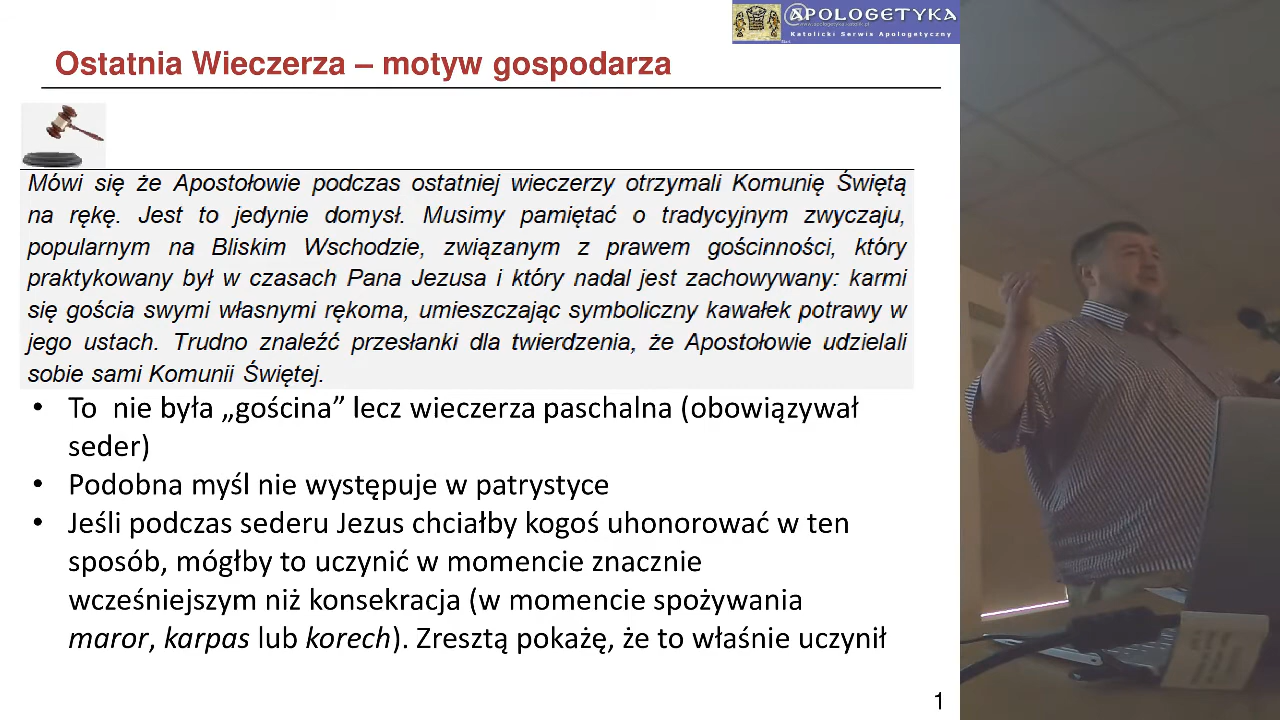 @APOLOGETYKA
Katolicki Serwis Apologetyczny
Ostatnia Wieczerza – motyw gospodarza
Mówi się że Apostołowie podczas ostatniej wieczerzy otrzymali Komunię Świętą
na rękę. Jest to jedynie domysł. Musimy pamiętać o tradycyjnym zwyczaju,
popularnym na Bliskim Wschodzie, związanym z prawem gościnności, który
praktykowany był w czasach Pana Jezusa i który nadal jest zachowywany: karmi
się gościa swymi własnymi rękoma, umieszczając symboliczny kawałek potrawy w
jego ustach. Trudno znaleźć przesłanki dla twierdzenia, że Apostołowie udzielali
sobie sami Komunii Świętej.
• To nie była „gościna” lecz wieczerza paschalna (obowiązywał
seder)
• Podobna myśl nie występuje w patrystyce
• Jeśli podczas sederu Jezus chciałby kogoś uhonorować w ten
sposób, mógłby to uczynić w momencie znacznie
wcześniejszym niż konsekracja (w momencie spożywania
maror, karpas lub korech). Zresztą pokażę, że to właśnie uczynił
1